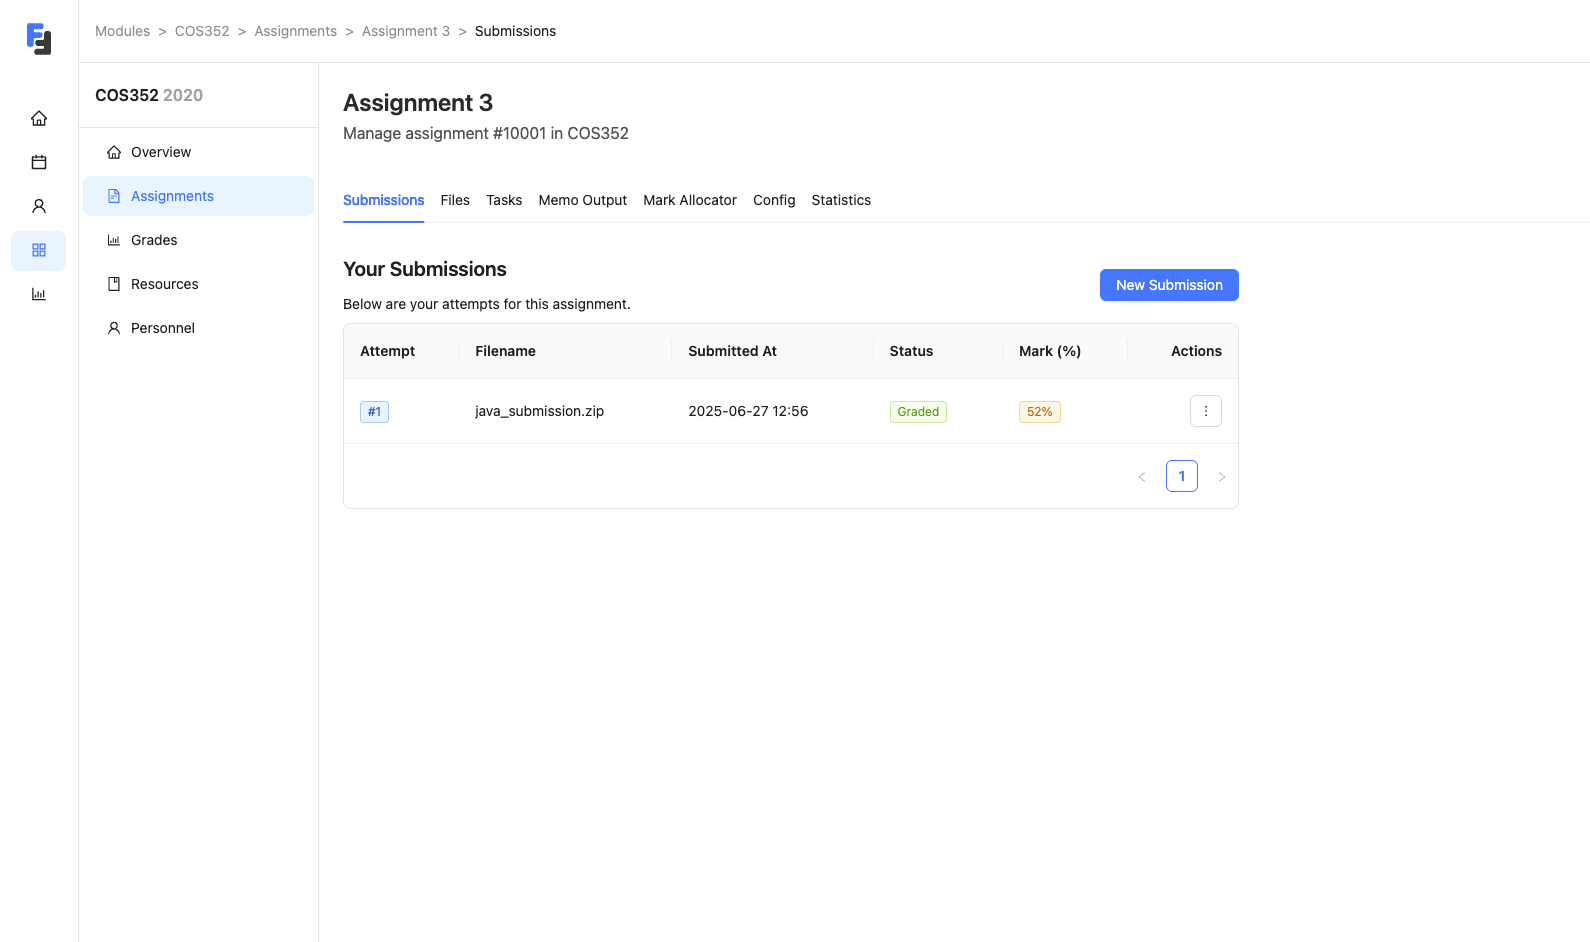 Modules > COS352 > Assignments > Assignment 3 > Submissions
COS352 2020
Overview
Assignments
Grades
Resources
Personnel
Assignment 3
Manage assignment #10001 in COS352
Submissions Files Tasks Memo Output Mark Allocator Config Statistics
Your Submissions
Below are your attempts for this assignment.
New Submission
Attempt Filename Submitted At Status Mark (%) Actions
#1 java_submission.zip 2025-06-27 12:56 Graded 52%
< 1 >